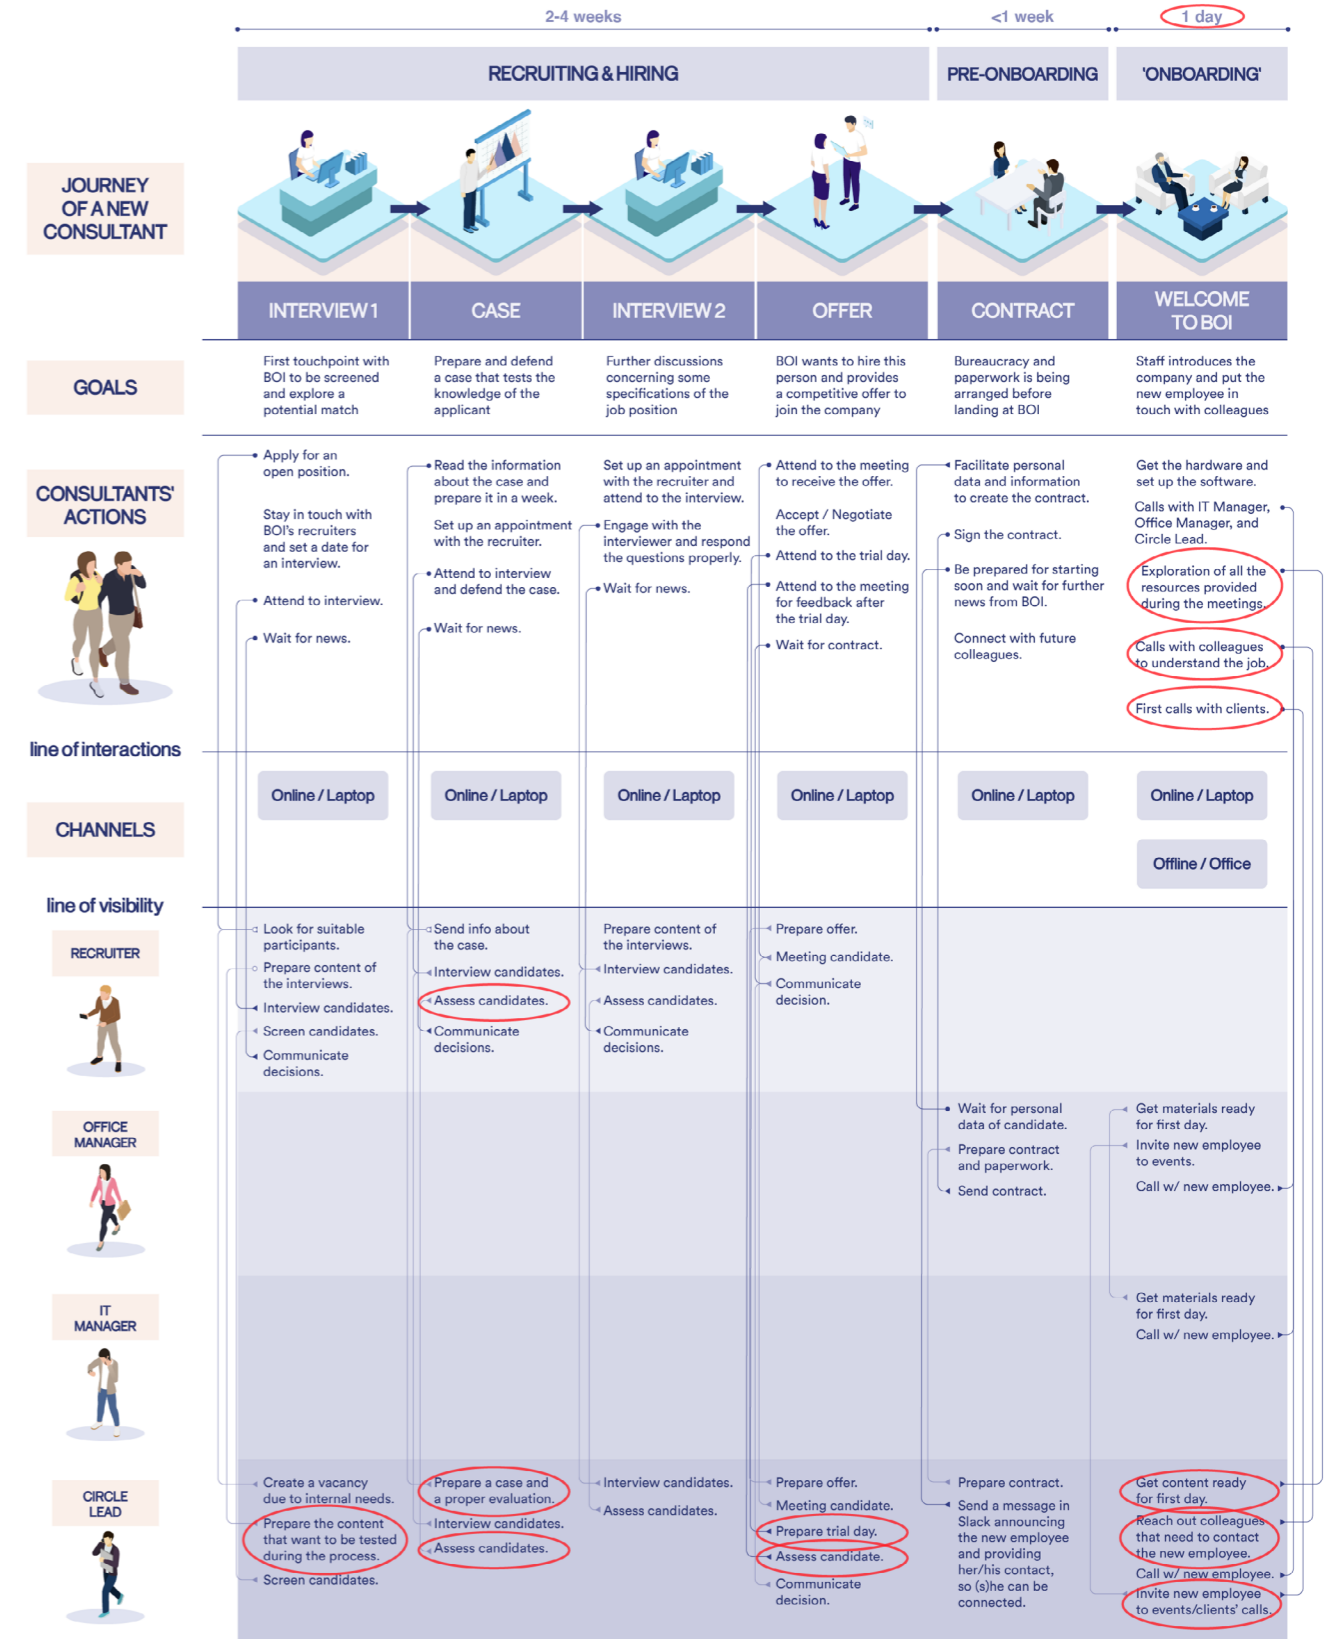 2-4 weeks
<1 week
1 day
RECRUITING & HIRING
PRE-ONBOARDING
'ONBOARDING'
JOURNEY
OF A NEW
CONSULTANT
INTERVIEW 1
CASE
INTERVIEW 2
OFFER
CONTRACT
WELCOME
TO BOI
GOALS
First touchpoint with
BOI to be screened
and explore a
potential match
Prepare and defend
a case that tests the
knowledge of the
applicant
Further discussions
concerning some
specifications of the
job position
BOI wants to hire this
person and provides
a competitive offer to
join the company
Bureaucracy and
paperwork is being
arranged before
landing at BOI
Staff introduces the
company and put the
new employee in
touch with colleagues
CONSULTANTS'
ACTIONS
Apply for an
open position.
Stay in touch with
BOI's recruiters
and set a date for
an interview.
Attend to interview.
Wait for news.
Read the information
about the case and
prepare it in a week.
Set up an appointment
with the recruiter.
Attend to interview
and defend the case.
Wait for news.
Set up an appointment
with the recruiter and
attend to the interview.
Engage with the
interviewer and respond
the questions properly.
Wait for news.
Attend to the meeting
to receive the offer.
Accept / Negotiate
the offer.
Attend to the trial day.
Attend to the meeting
for feedback after
the trial day.
Wait for contract.
Facilitate personal
data and information
to create the contract.
Sign the contract.
Be prepared for starting
soon and wait for further
news from BOI.
Connect with future
colleagues.
Get the hardware and
set up the software.
Calls with IT Manager,
Office Manager, and
Circle Lead.
Exploration of all the
resources provided
during the meetings.
Calls with colleagues
to understand the job.
First calls with clients.
line of interactions
CHANNELS
Online / Laptop
Online / Laptop
Online / Laptop
Online / Laptop
Online / Laptop
Online / Laptop
Offline / Office
line of visibility
RECRUITER
Look for suitable
participants.
Prepare content of
the interviews.
Interview candidates.
Screen candidates.
Communicate
decisions.
Send info about
the case.
Interview candidates.
Assess candidates.
Communicate
decisions.
Prepare content of
the interviews.
Interview candidates.
Assess candidates.
Communicate
decisions.
Prepare offer.
Meeting candidate.
Communicate
decision.
OFFICE
MANAGER
Wait for personal
data of candidate.
Prepare contract
and paperwork.
Send contract.
Get materials ready
for first day.
Invite new employee
to events.
Call w/ new employee.
IT
MANAGER
Get materials ready
for first day.
Call w/ new employee.
CIRCLE
LEAD
Create a vacancy
due to internal needs.
Prepare the content
that want to be tested
during the process.
Screen candidates.
Prepare a case and
a proper evaluation.
Interview candidates.
Assess candidates.
Interview candidates.
Assess candidates.
Prepare offer.
Meeting candidate.
Prepare trial day.
Assess candidate.
Communicate
decision.
Prepare contract.
Send a message in
Slack announcing
the new employee
and providing
her/his contact,
so (s)he can be
connected.
Get content ready
for first day.
Reach out colleagues
that need to contact
the new employee.
Call w/ new employee.
Invite new employee
to events/clients' calls.